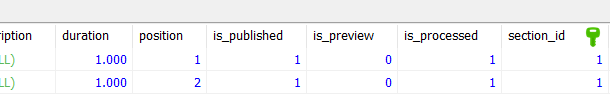 ription duration position is_published is_preview is_processed section_id
LL) 1.000 1 1 0 1 1
LL) 1.000 2 1 0 1 1